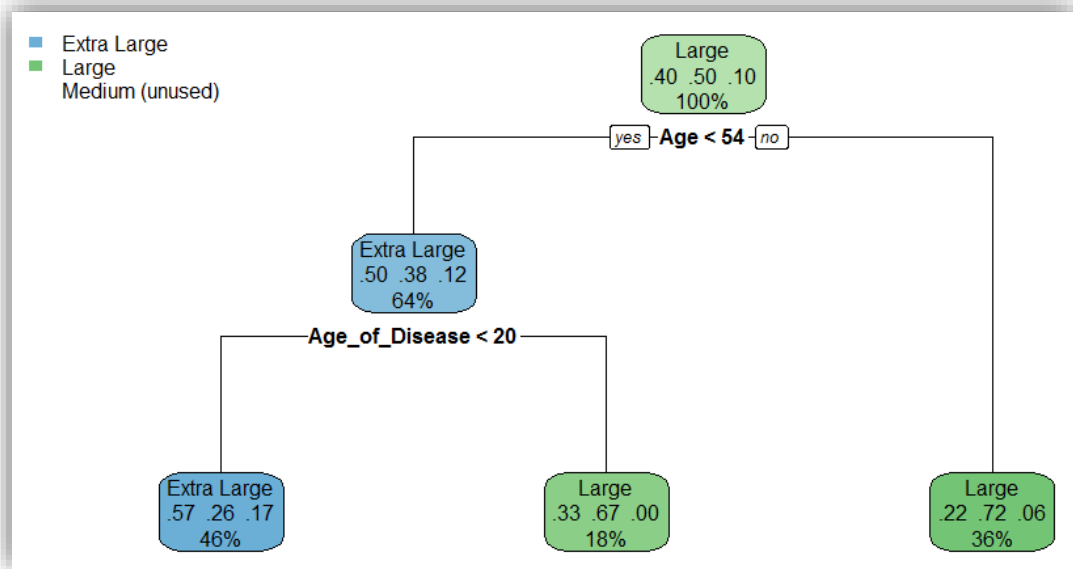 Extra Large
Large
Medium (unused)
Large
.40 .50 .10
100%
yes Age < 54 no
Extra Large
.50 .38 .12
64%
Age_of_Disease < 20
Extra Large
.57 .26 .17
46%
Large
.33 .67 .00
18%
Large
.22 .72 .06
36%